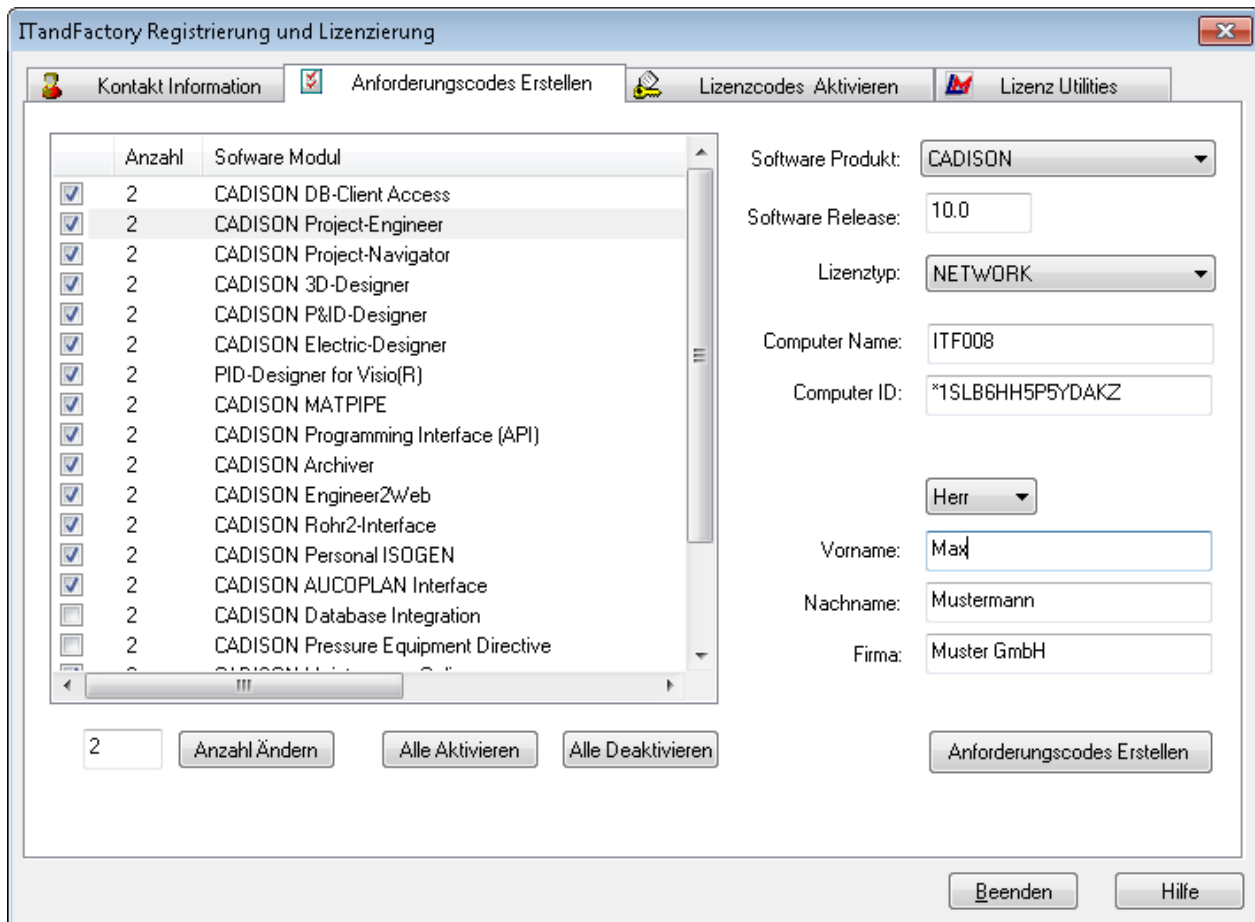 ITandFactory Registrierung und Lizenzierung
Kontakt Information
Anforderungscodes Erstellen
Lizenzcodes Aktivieren
Lizenz Utilities
Anzahl Sofware Modul
2 CADISON DB-Client Access
2 CADISON Project-Engineer
2 CADISON Project-Navigator
2 CADISON 3D-Designer
2 CADISON P&ID-Designer
2 CADISON Electric-Designer
2 PID-Designer for Visio(R)
2 CADISON MATPIPE
2 CADISON Programming Interface (API)
2 CADISON Archiver
2 CADISON Engineer2Web
2 CADISON Rohr2-Interface
2 CADISON Personal ISOGEN
2 CADISON AUCOPLAN Interface
2 CADISON Database Integration
2 CADISON Pressure Equipment Directive
2
Anzahl Ändern
Alle Aktivieren
Alle Deaktivieren
Software Produkt: CADISON
Software Release: 10.0
Lizenztyp: NETWORK
Computer Name: ITF008
Computer ID: *1SLB6HH5P5YDAKZ
Herr
Vorname: Max
Nachname: Mustermann
Firma: Muster GmbH
Anforderungscodes Erstellen
Beenden
Hilfe